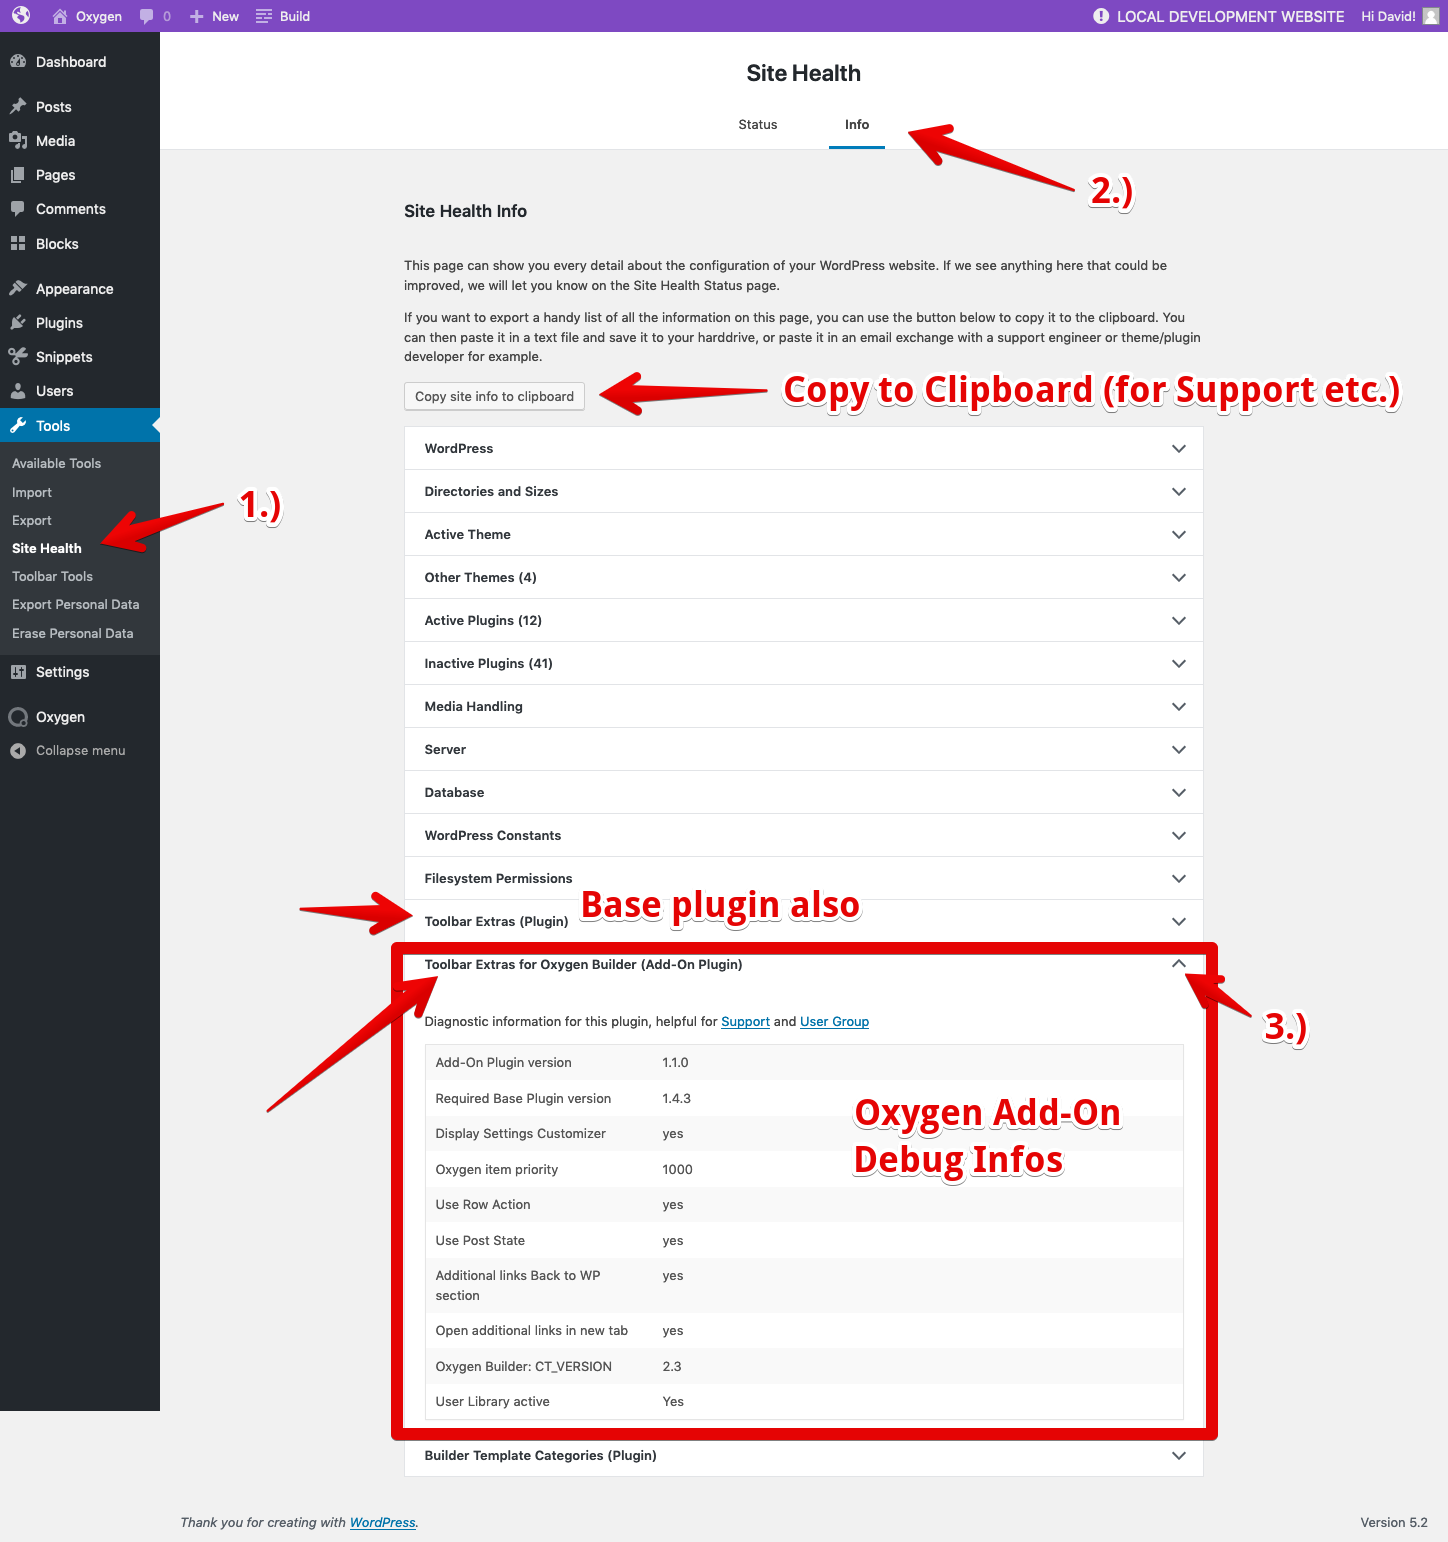 Oxygen 0 New Build LOCAL DEVELOPMENT WEBSITE Hi David!
Dashboard
Posts
Media
Pages
Comments
Blocks
Appearance
Plugins
Snippets
Users
Tools
Available Tools
Import
Export
Site Health
Toolbar Tools
Export Personal Data
Erase Personal Data
Settings
Oxygen
Collapse menu
1.)
Site Health
Status Info
2.)
Site Health Info
This page can show you every detail about the configuration of your WordPress website. If we see anything here that could be
improved, we will let you know on the Site Health Status page.
If you want to export a handy list of all the information on this page, you can use the button below to copy it to the clipboard. You
can then paste it in a text file and save it to your harddrive, or paste it in an email exchange with a support engineer or theme/plugin
developer for example.
Copy site info to clipboard
Copy to Clipboard (for Support etc.)
WordPress
Directories and Sizes
Active Theme
Other Themes (4)
Active Plugins (12)
Inactive Plugins (41)
Media Handling
Server
Database
WordPress Constants
Filesystem Permissions
Toolbar Extras (Plugin)
Base plugin also
Toolbar Extras for Oxygen Builder (Add-On Plugin)
3.)
Diagnostic information for this plugin, helpful for Support and User Group
Add-On Plugin version 1.1.0
Required Base Plugin version 1.4.3
Display Settings Customizer yes
Oxygen item priority 1000
Use Row Action yes
Use Post State yes
Additional links Back to WP yes
section
Open additional links in new tab yes
Oxygen Builder: CT_VERSION 2.3
User Library active Yes
Oxygen Add-On
Debug Infos
Builder Template Categories (Plugin)
Thank you for creating with WordPress.
Version 5.2